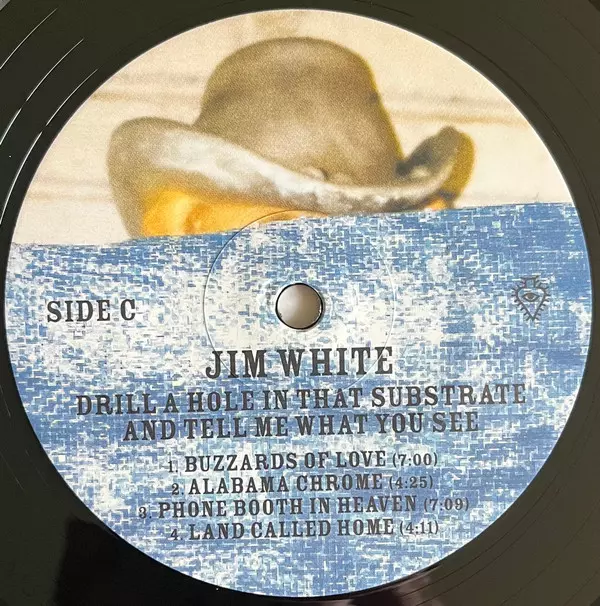 SIDE C
JIM WHITE
DRILL A HOLE IN THAT SUBSTRATE
AND TELL ME WHAT YOU SEE
1. BUZZARDS OF LOVE (7:00)
2. ALABAMA CHROME (4:25)
3. PHONE BOOTH IN HEAVEN (7:09)
4. LAND CALLED HOME (4:11)